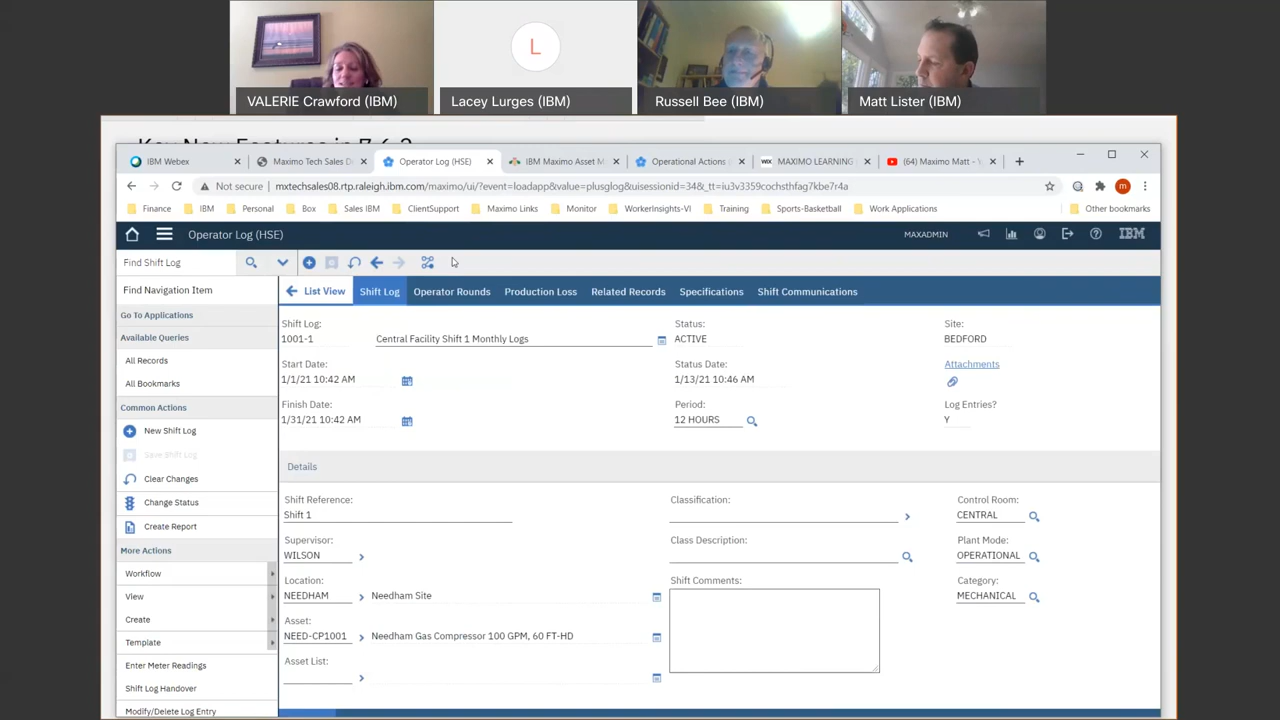 VALERIE Crawford (IBM)
L
Lacey Lurges (IBM)
Russell Bee (IBM)
Matt Lister (IBM)
IBM Webex
Maximo Tech Sales D
Operator Log (HSE)
IBM Maximo Asset M
Operational Actions p
WIX MAXIMO LEARNING
(64) Maximo Matt - Y
Not secure | mxtechsales08.rtp.raleigh.ibm.com/maximo/ui/?event=loadapp&value=plusglog&uisessionid=34&_tt=iu3v3359cochsthfag7kbe7r4a
Finance IBM Personal Box Sales IBM ClientSupport Maximo Links Monitor WorkerInsights-VI Training Sports-Basketball Work Applications Other bookmarks
Operator Log (HSE)
MAXADMIN
IBM
Find Shift Log
Find Navigation Item
Go To Applications
Available Queries
All Records
All Bookmarks
Common Actions
New Shift Log
Save Shift Log
Clear Changes
Change Status
Create Report
More Actions
Workflow
View
Create
Template
Enter Meter Readings
Shift Log Handover
Modify/Delete Log Entry
List View Shift Log Operator Rounds Production Loss Related Records Specifications Shift Communications
Shift Log:
1001-1 Central Facility Shift 1 Monthly Logs
Start Date:
1/1/21 10:42 AM
Finish Date:
1/31/21 10:42 AM
Status:
ACTIVE
Status Date:
1/13/21 10:46 AM
Period:
12 HOURS
Site:
BEDFORD
Attachments
Log Entries?
Y
Details
Shift Reference:
Shift 1
Supervisor:
WILSON
Location:
NEEDHAM Needham Site
Asset:
NEED-CP1001 Needham Gas Compressor 100 GPM, 60 FT-HD
Asset List:
Classification:
Class Description:
Shift Comments:
Control Room:
CENTRAL
Plant Mode:
OPERATIONAL
Category:
MECHANICAL